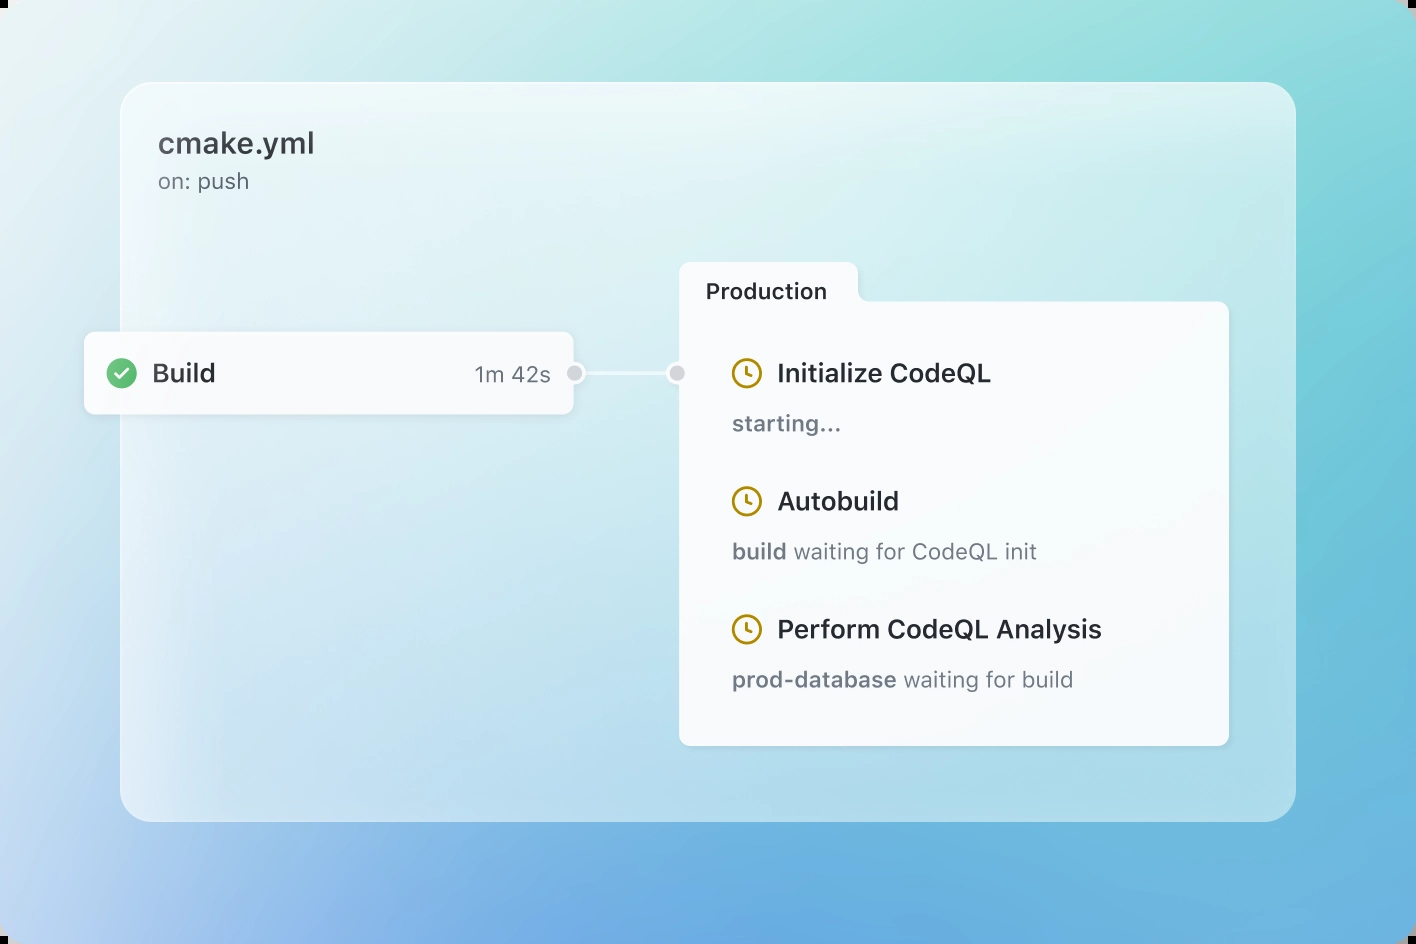 cmake.yml
on: push
Production
Build 1m 42s
Initialize CodeQL
starting...
Autobuild
build waiting for CodeQL init
Perform CodeQL Analysis
prod-database waiting for build